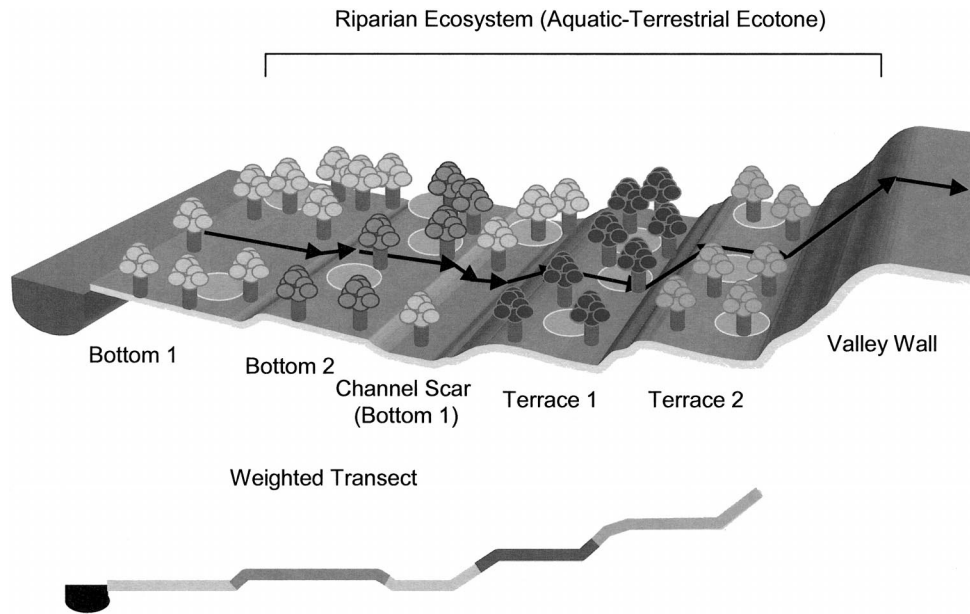 Riparian Ecosystem (Aquatic-Terrestrial Ecotone)
Bottom 1
Bottom 2
Channel Scar
(Bottom 1)
Terrace 1
Terrace 2
Valley Wall
Weighted Transect